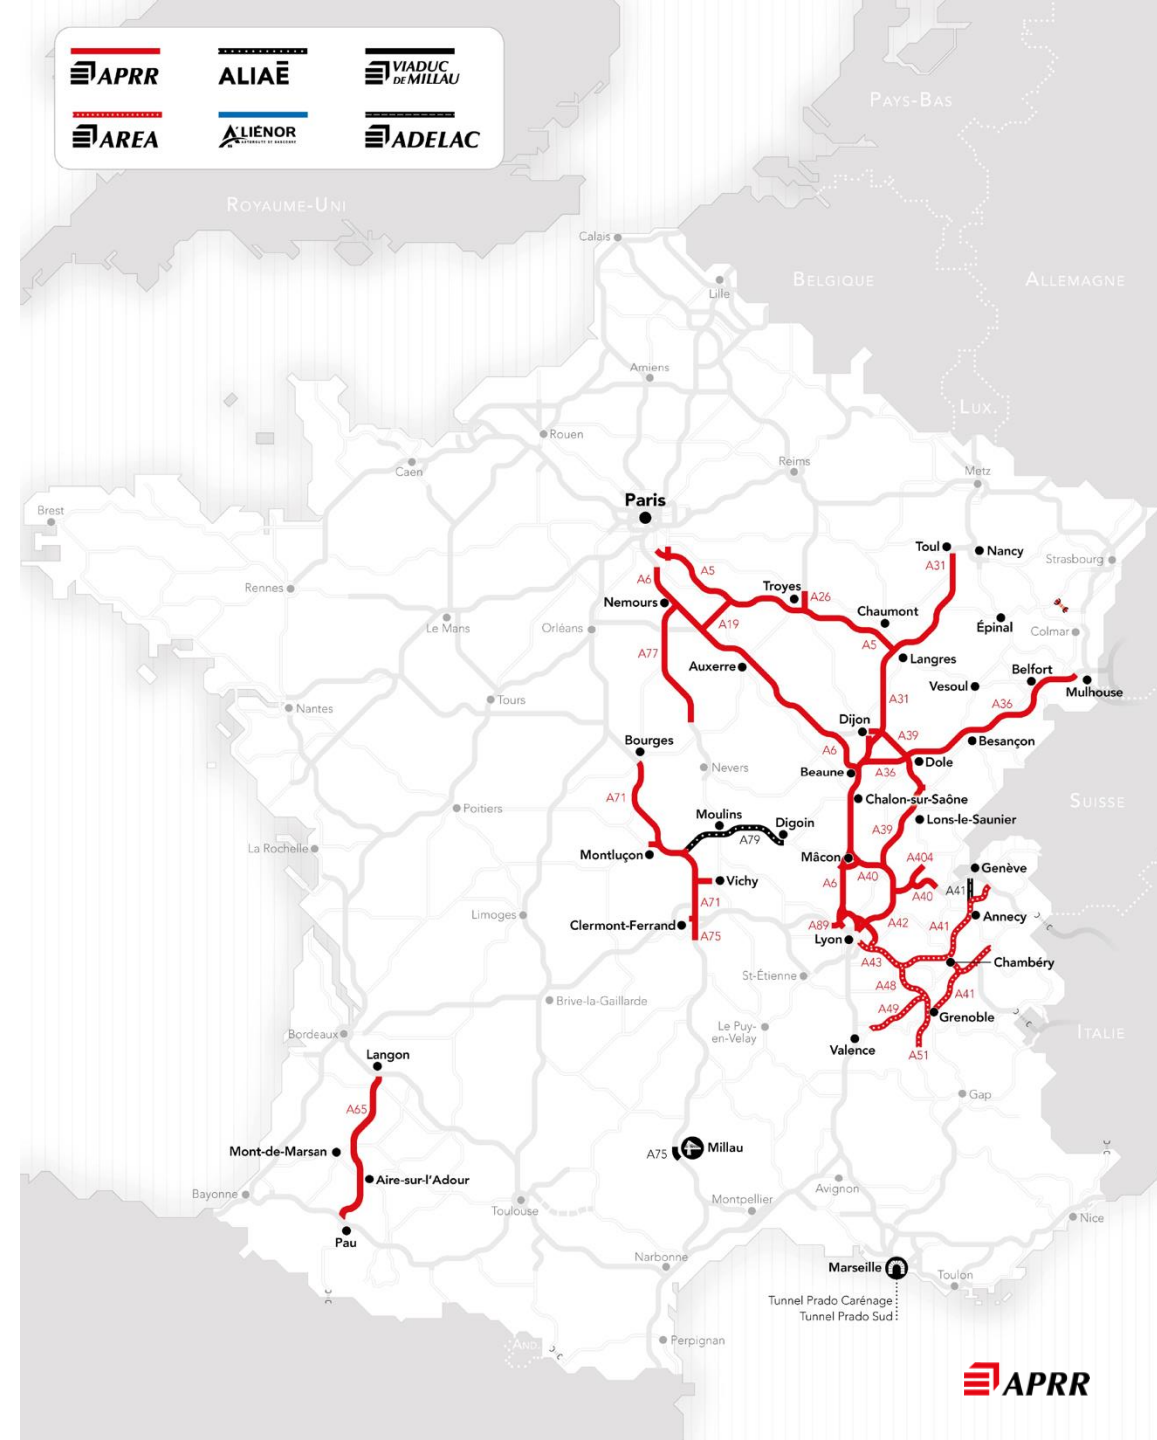 APRR
ALIAÉ
VIADUC
DE MILLAU
AREA
ALIÉNOR
ADELAC
PAYS-BAS
ROYAUME-UNI
Calais
BELGIQUE
ALLEMAGNE
Lille
Amiens
LUX.
Rouen
Caen
Reims
Metz
Paris
Brest
Toul
Nancy
Strasbourg
A31
A6
A5
Troyes
A26
Rennes
Nemours
Chaumont
Épinal
Colmar
Le Mans
Orléans
A19
A5
A77
Langres
Auxerre
Belfort
Vesoul
Mulhouse
Tours
A31
A36
Nantes
Dijon
A39
Besançon
Bourges
A6
Dole
Nevers
Beaune
A36
A71
Chalon-sur-Saône
SUISSE
Poitiers
Moulins
Digoin
Lons-le-Saunier
A39
A79
La Rochelle
Montluçon
Mâcon
A404
Genève
A40
Vichy
A6
A40
A41
A71
Limoges
Annecy
Clermont-Ferrand
A89
A42
A41
A75
Lyon
A43
Chambéry
St-Étienne
A48
A41
Brive-la-Gaillarde
A49
Grenoble
Le Puy-
en-Velay
ITALIE
Bordeaux
Valence
A51
Langon
Gap
A65
Mont-de-Marsan
A75
Millau
Aire-sur-l'Adour
Bayonne
Avignon
Toulouse
Montpellier
Nice
Pau
Narbonne
Marseille
Toulon
Tunnel Prado Carénage
Tunnel Prado Sud
AND.
Perpignan
APRR